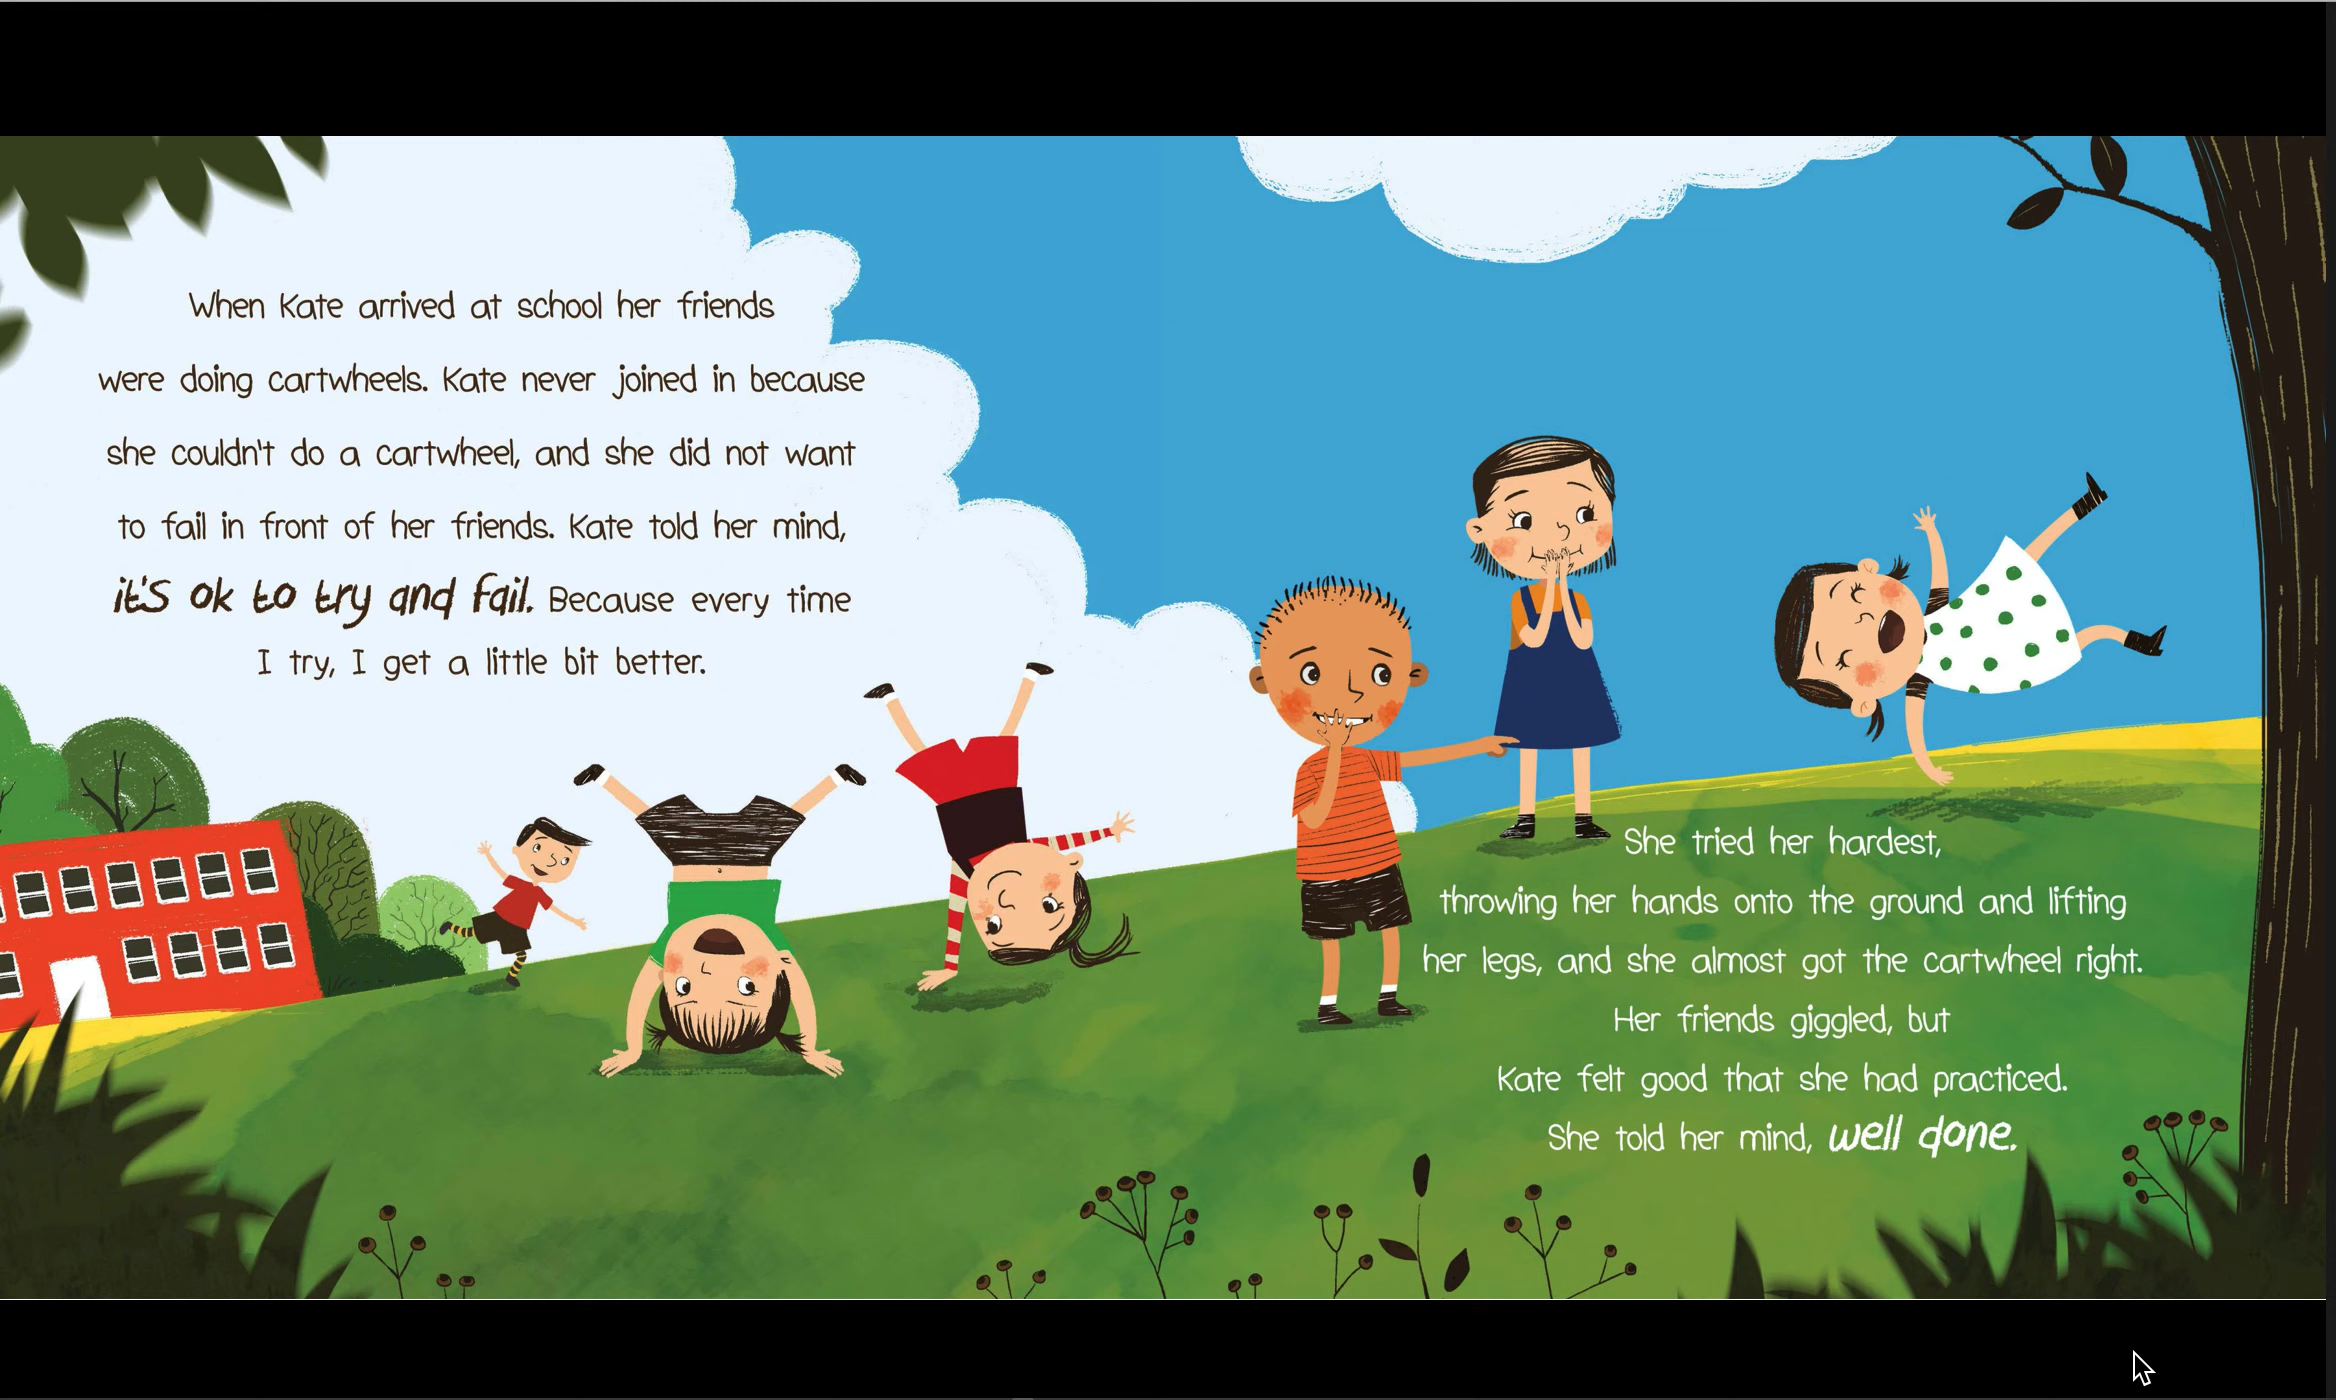 When Kate arrived at school her friends
were doing cartwheels. Kate never joined in because
she couldn't do a cartwheel, and she did not want
to fail in front of her friends. Kate told her mind,
it's ok to try and fail. Because every time
I try, I get a little bit better.
She tried her hardest,
throwing her hands onto the ground and lifting
her legs, and she almost got the cartwheel right.
Her friends giggled, but
Kate felt good that she had practiced.
She told her mind, well done.